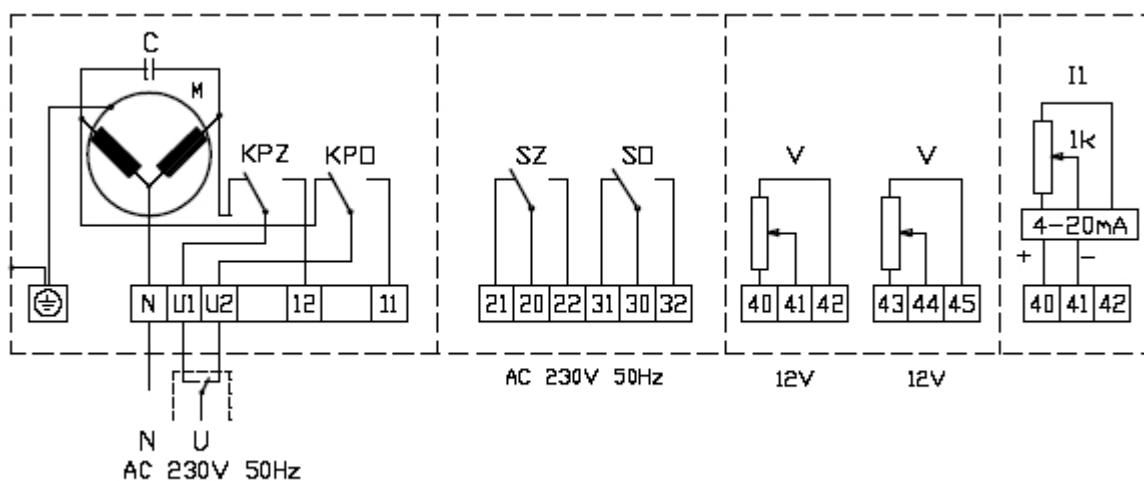 C
M
I1
KPZ KPO
SZ SO
V V
1k
4-20mA
+ -
N U1 U2 12 11
21 20 22 31 30 32
40 41 42
43 44 45
40 41 42
AC 230V 50Hz
12V 12V
N U
AC 230V 50Hz